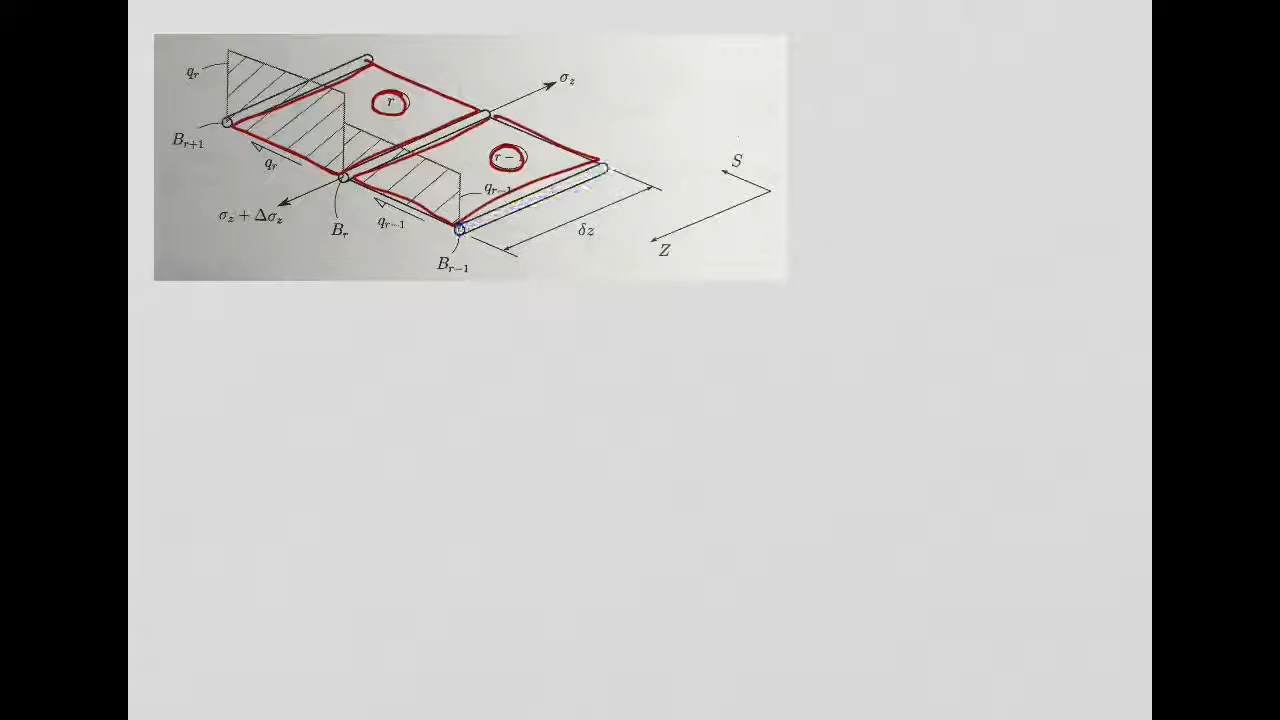 q_r
r
σ_z
B_{r+1}
q_r
r − 1
S
q_{r−1}
σ_z + Δσ_z
q_{r−1}
B_r
δz
Z
B_{r−1}